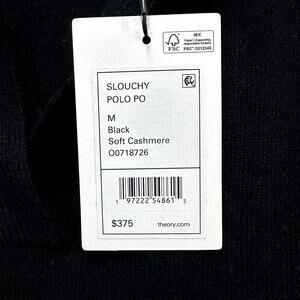 FSC
MIX
Paper | Supporting
responsible forestry
FSC® C012345
SLOUCHY
POLO PO
M
Black
Soft Cashmere
O0718726
1 97222 54861 5
$375
theory.com